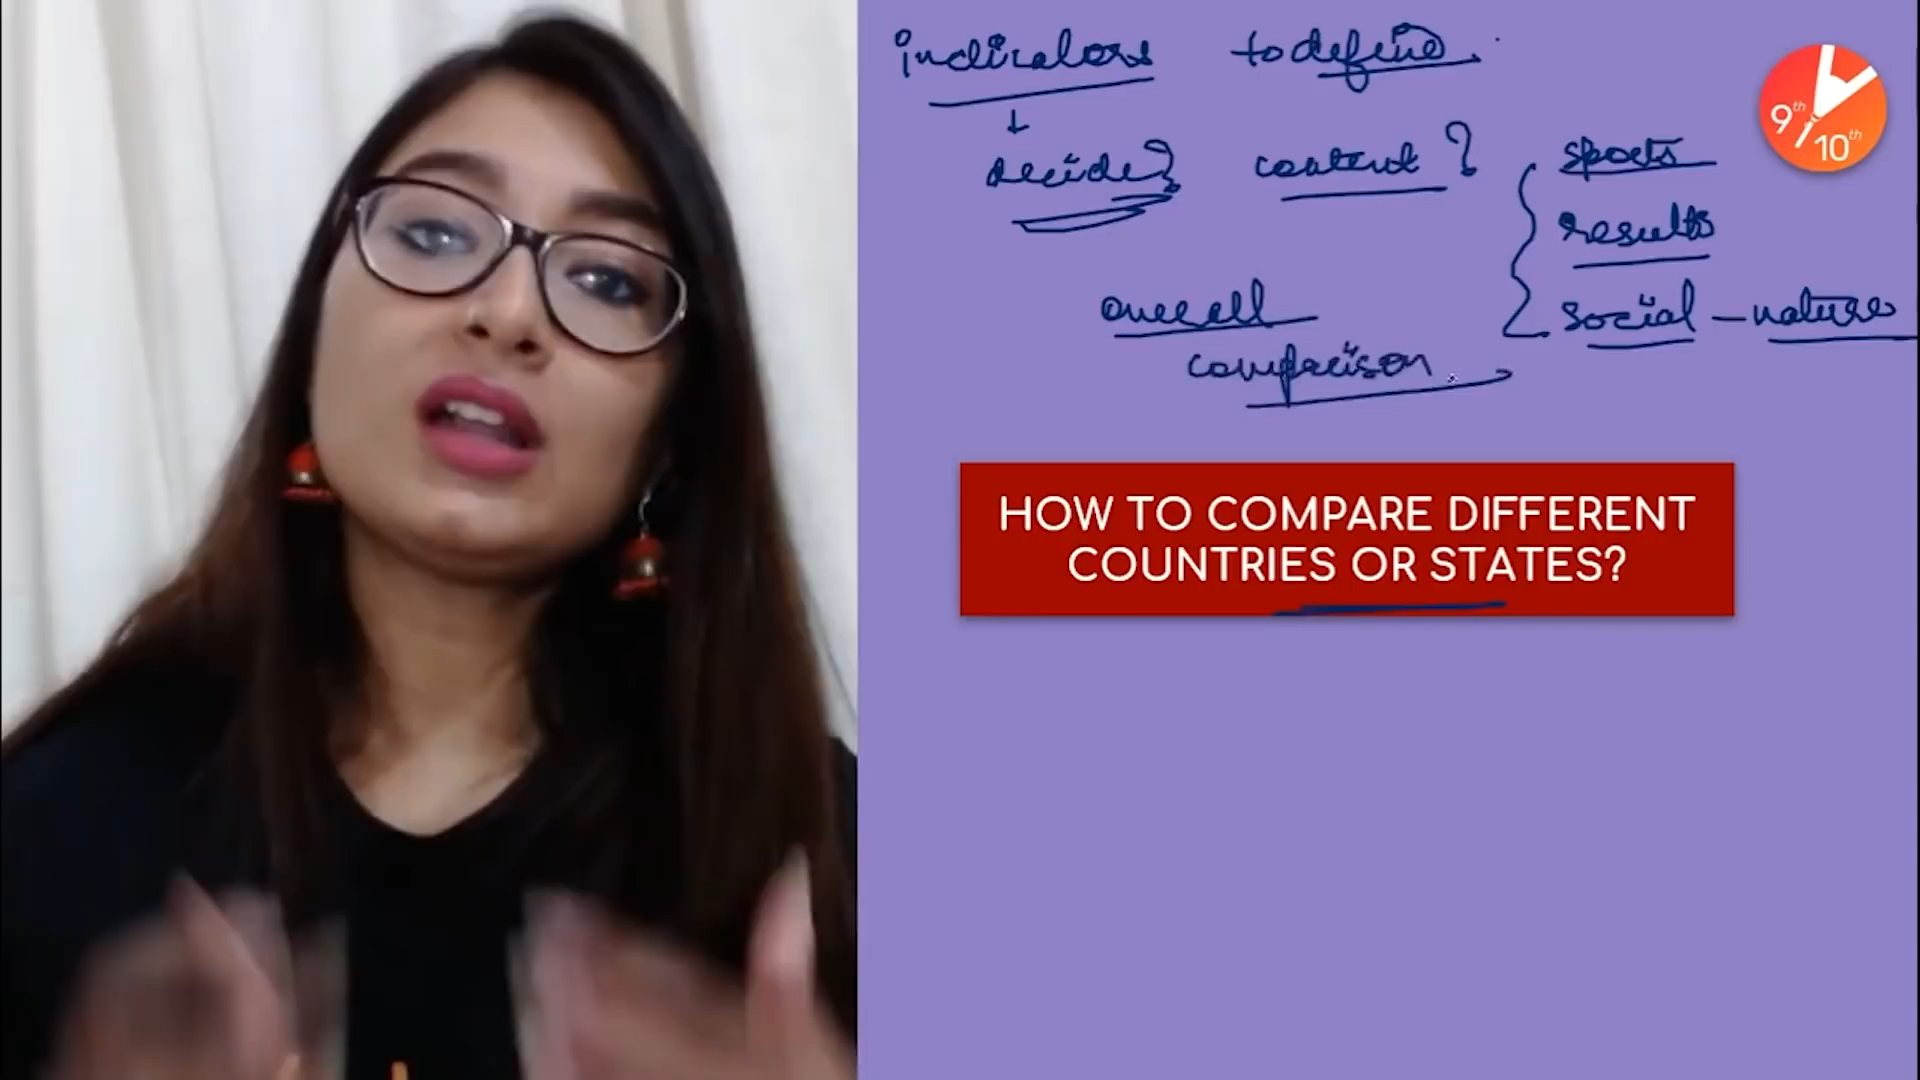 indicators to define.
decide? content?
sports
results
social - nature
overall
comparison.
HOW TO COMPARE DIFFERENT
COUNTRIES OR STATES?
9th
10th